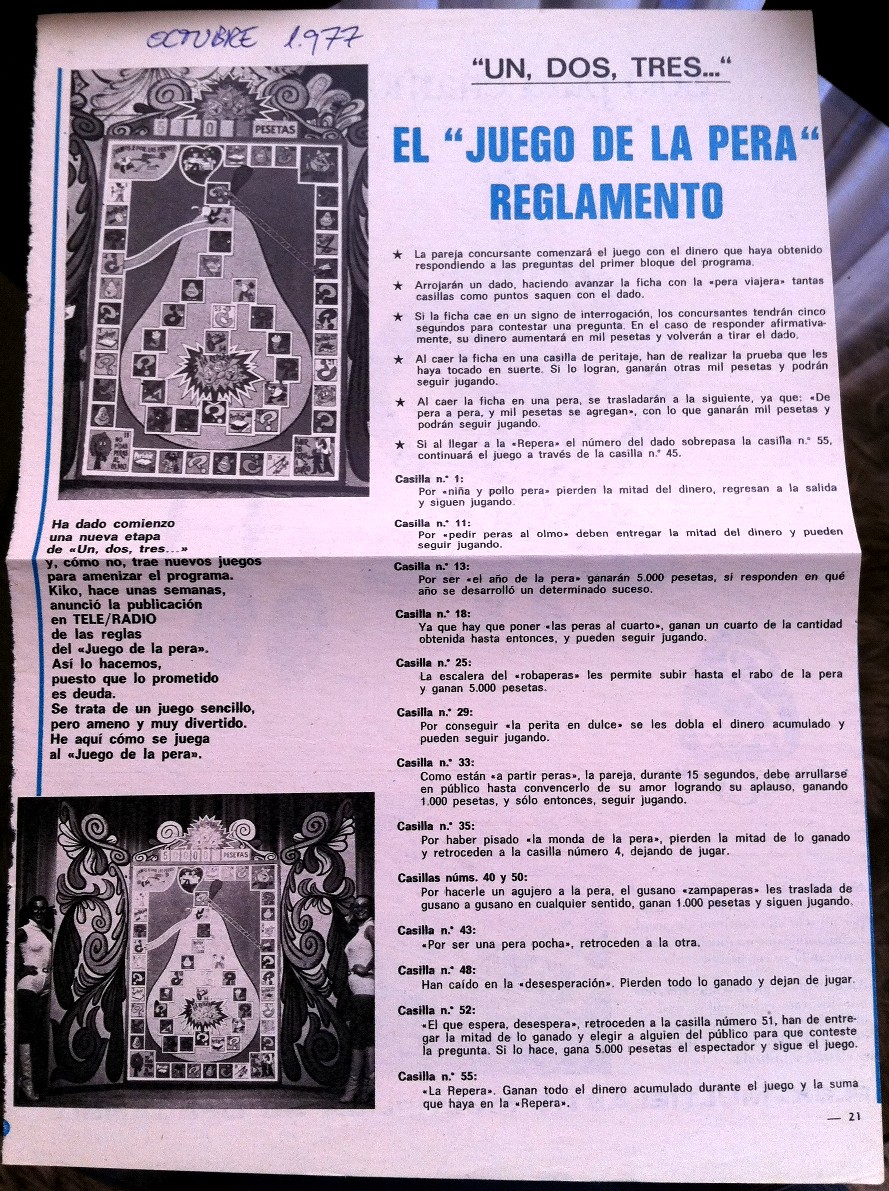 OCTUBRE 1.977
"UN, DOS, TRES..."
EL "JUEGO DE LA PERA"
REGLAMENTO
5 0 0 0 PESETAS
★ La pareja concursante comenzará el juego con el dinero que haya obtenido
respondiendo a las preguntas del primer bloque del programa.
★ Arrojarán un dado, haciendo avanzar la ficha con la «pera viajera» tantas
casillas como puntos saquen con el dado.
★ Si la ficha cae en un signo de interrogación, los concursantes tendrán cinco
segundos para contestar una pregunta. En el caso de responder afirmativa-
mente, su dinero aumentará en mil pesetas y volverán a tirar el dado.
★ Al caer la ficha en una casilla de peritaje, han de realizar la prueba que les
haya tocado en suerte. Si lo logran, ganarán otras mil pesetas y podrán
seguir jugando.
★ Al caer la ficha en una pera, se trasladarán a la siguiente, ya que: «De
pera a pera, y mil pesetas se agregan», con lo que ganarán mil pesetas y
podrán seguir jugando.
★ Si al llegar a la «Repera» el número del dado sobrepasa la casilla n.º 55,
continuará el juego a través de la casilla n.º 45.
Casilla n.º 1:
Por «niña y pollo pera» pierden la mitad del dinero, regresan a la salida
y siguen jugando.
Casilla n.º 11:
Por «pedir peras al olmo» deben entregar la mitad del dinero y pueden
seguir jugando.
Casilla n.º 13:
Por ser «el año de la pera» ganarán 5.000 pesetas, si responden en qué
año se desarrolló un determinado suceso.
Casilla n.º 18:
Ya que hay que poner «las peras al cuarto», ganan un cuarto de la cantidad
obtenida hasta entonces, y pueden seguir jugando.
Casilla n.º 25:
La escalera del «robaperas» les permite subir hasta el rabo de la pera
y ganan 5.000 pesetas.
Casilla n.º 29:
Por conseguir «la perita en dulce» se les dobla el dinero acumulado y
pueden seguir jugando.
Casilla n.º 33:
Como están «a partir peras», la pareja, durante 15 segundos, debe arrullarse
en público hasta convencerlo de su amor logrando su aplauso, ganando
1.000 pesetas, y sólo entonces, seguir jugando.
Casilla n.º 35:
Por haber pisado «la monda de la pera», pierden la mitad de lo ganado
y retroceden a la casilla número 4, dejando de jugar.
Casillas núms. 40 y 50:
Por hacerle un agujero a la pera, el gusano «zampaperas» les traslada de
gusano a gusano en cualquier sentido, ganan 1.000 pesetas y siguen jugando.
Casilla n.º 43:
«Por ser una pera pocha», retroceden a la otra.
Casilla n.º 48:
Han caído en la «desesperación». Pierden todo lo ganado y dejan de jugar.
Casilla n.º 52:
«El que espera, desespera», retroceden a la casilla número 51, han de entre-
gar la mitad de lo ganado y elegir a alguien del público para que conteste
la pregunta. Si lo hace, gana 5.000 pesetas el espectador y sigue el juego.
Casilla n.º 55:
«La Repera». Ganan todo el dinero acumulado durante el juego y la suma
que haya en la «Repera».
Ha dado comienzo
una nueva etapa
de «Un, dos, tres...»
y, cómo no, trae nuevos juegos
para amenizar el programa.
Kiko, hace unas semanas,
anunció la publicación
en TELE/RADIO
de las reglas
del «Juego de la pera».
Así lo hacemos,
puesto que lo prometido
es deuda.
Se trata de un juego sencillo,
pero ameno y muy divertido.
He aquí cómo se juega
al «Juego de la pera».
PESETAS
— 21